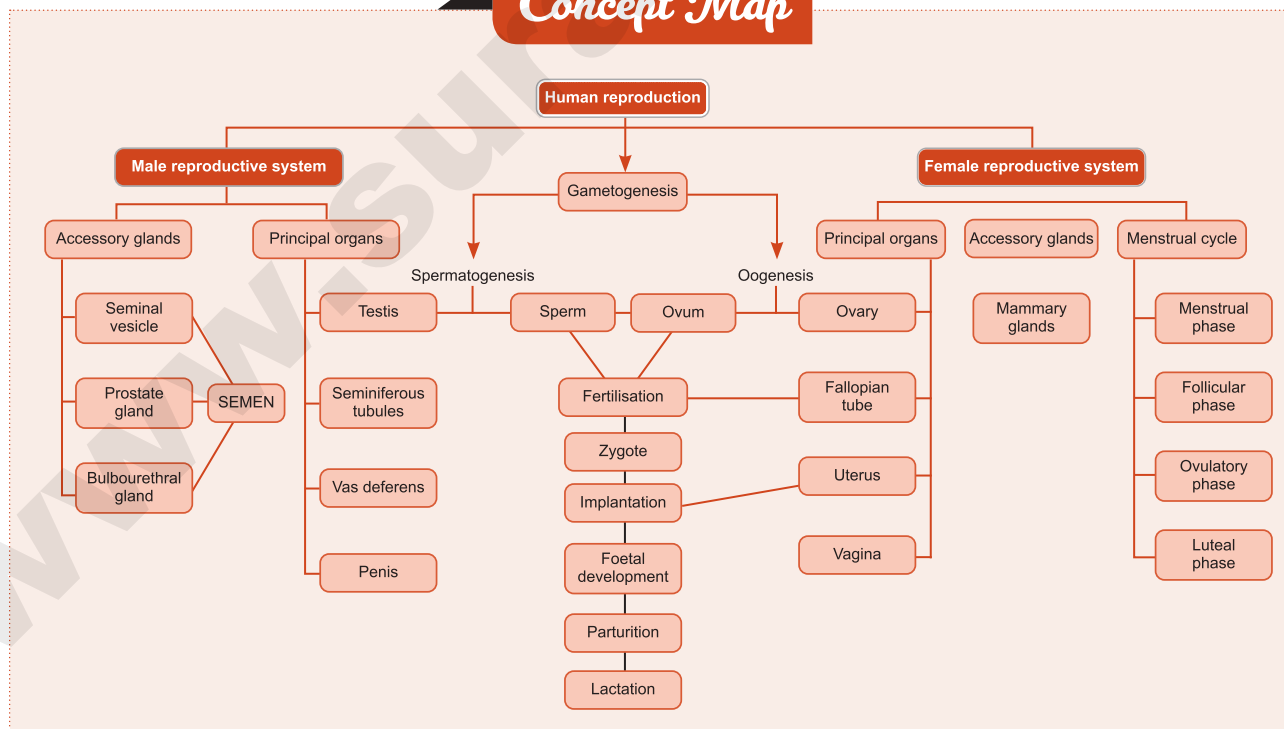 Concept Map
Human reproduction
Male reproductive system
Female reproductive system
Gametogenesis
Accessory glands
Principal organs
Principal organs
Accessory glands
Menstrual cycle
Spermatogenesis
Oogenesis
Seminal
vesicle
Testis
Sperm
Ovum
Ovary
Mammary
glands
Menstrual
phase
Prostate
gland
SEMEN
Seminiferous
tubules
Fertilisation
Fallopian
tube
Follicular
phase
Zygote
Bulbourethral
gland
Vas deferens
Implantation
Uterus
Ovulatory
phase
Penis
Foetal
development
Vagina
Luteal
phase
Parturition
Lactation
www.sura